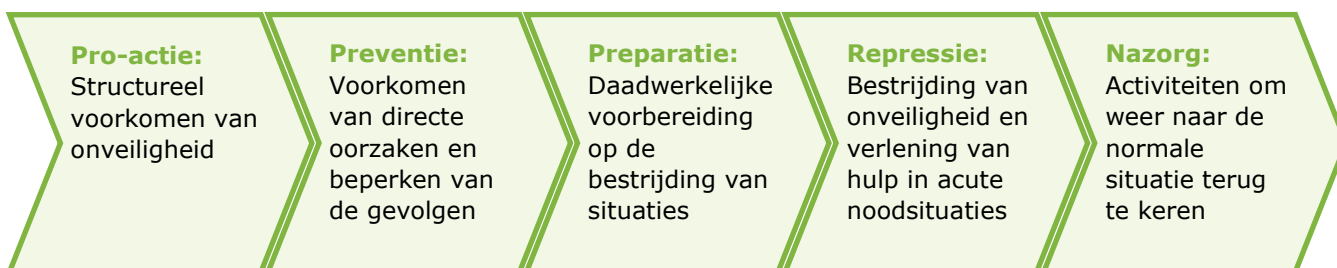 Pro-actie:
Structureel
voorkomen van
onveiligheid
Preventie:
Voorkomen
van directe
oorzaken en
beperken van
de gevolgen
Preparatie:
Daadwerkelijke
voorbereiding
op de
bestrijding van
situaties
Repressie:
Bestrijding van
onveiligheid en
verlening van
hulp in acute
noodsituaties
Nazorg:
Activiteiten om
weer naar de
normale
situatie terug
te keren